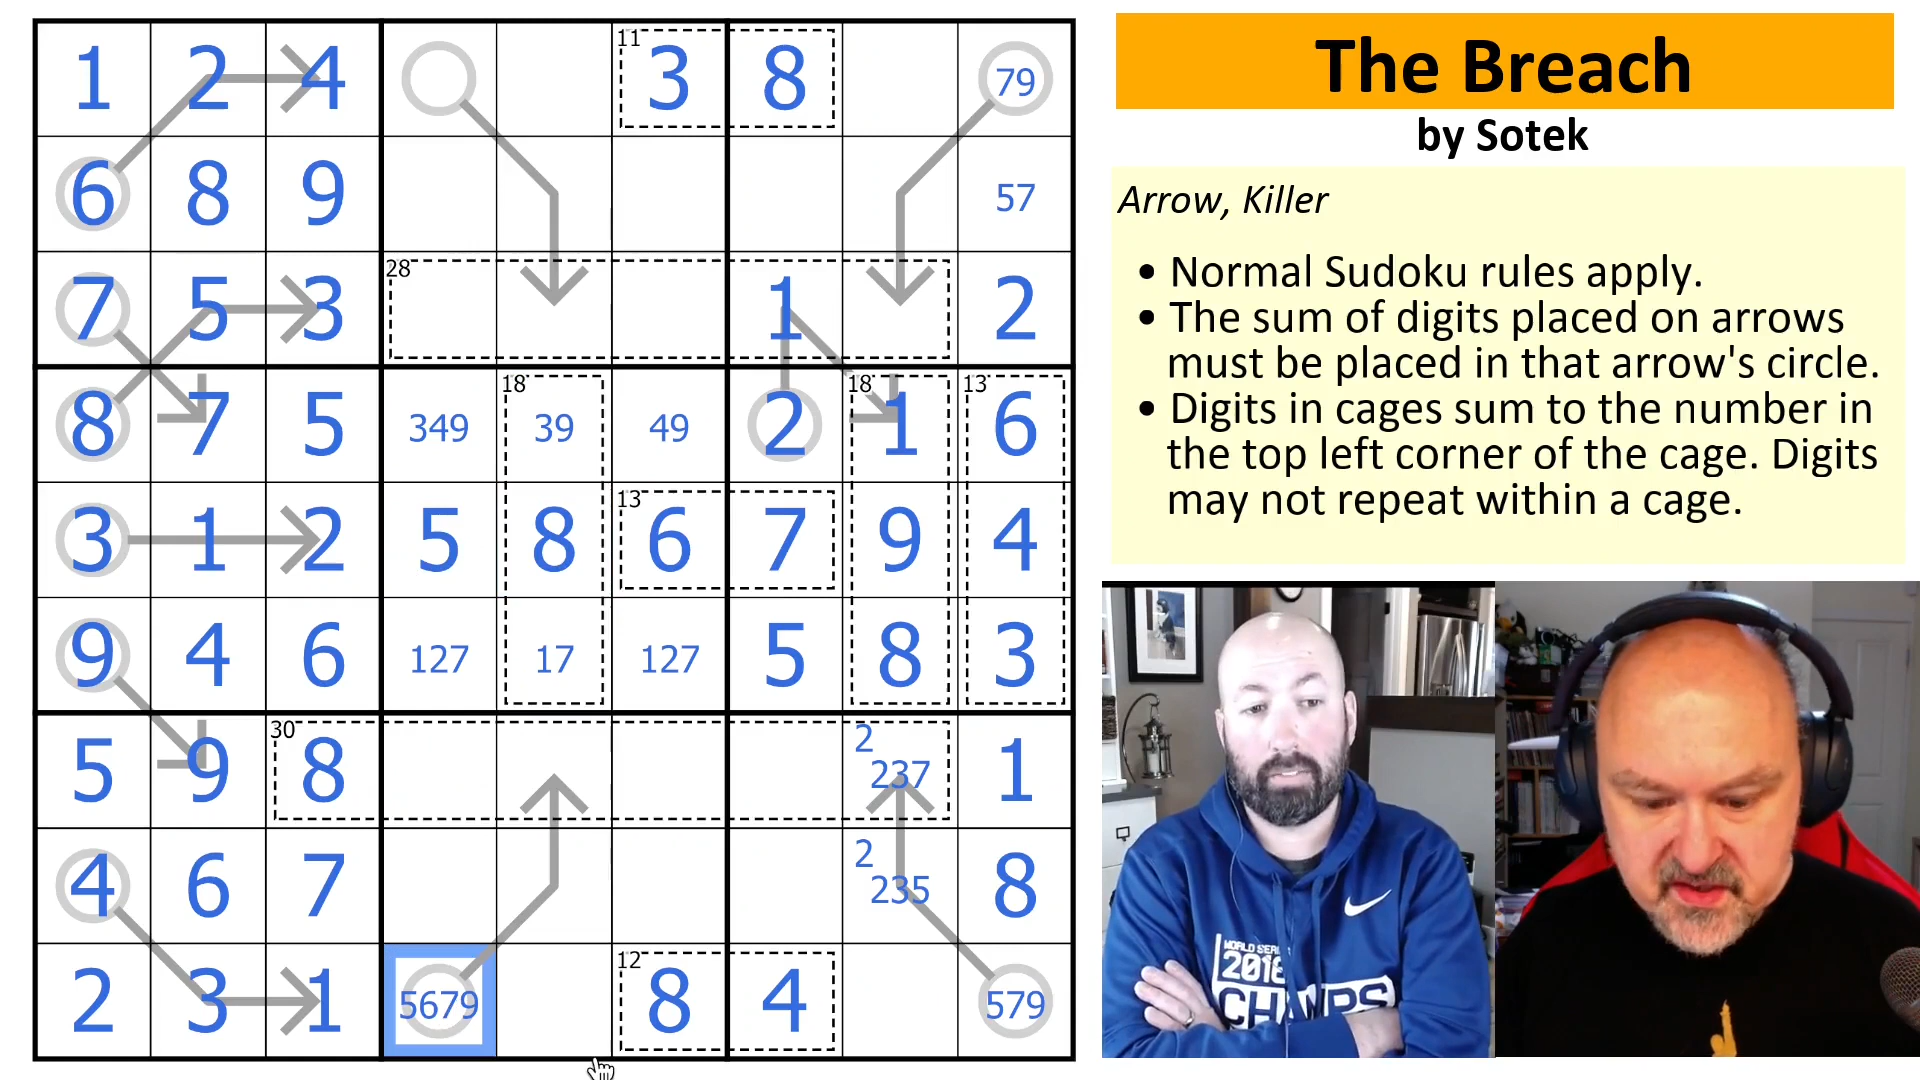 The Breach
by Sotek
Arrow, Killer
• Normal Sudoku rules apply.
• The sum of digits placed on arrows
must be placed in that arrow's circle.
• Digits in cages sum to the number in
the top left corner of the cage. Digits
may not repeat within a cage.
11
1 2 4 3 8 79
6 8 9 57
28
7 5 3 1 2
18 18 13
8 7 5 349 39 49 2 1 6
13
3 1 2 5 8 6 7 9 4
9 4 6 127 17 127 5 8 3
30 2
5 9 8 237 1
2
4 6 7 235 8
12
2 3 1 5679 8 4 579
WORLD SERI
2018
CHAMPS